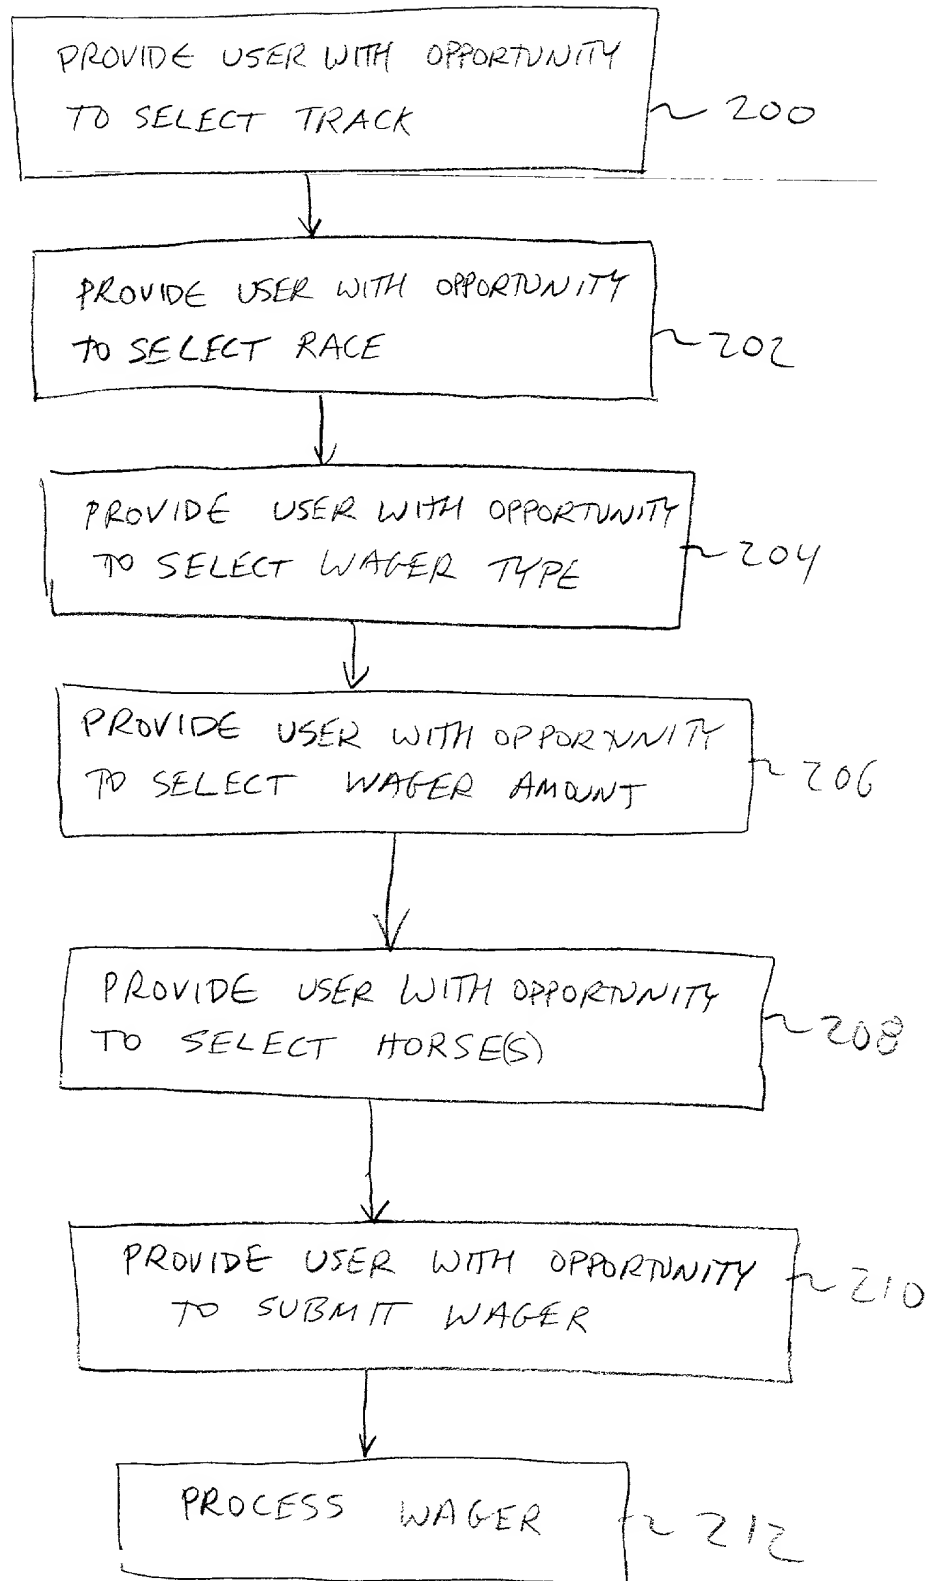 PROVIDE USER WITH OPPORTUNITY
TO SELECT TRACK
200
PROVIDE USER WITH OPPORTUNITY
TO SELECT RACE
202
PROVIDE USER WITH OPPORTUNITY
TO SELECT WAGER TYPE
204
PROVIDE USER WITH OPPORTUNITY
TO SELECT WAGER AMOUNT
206
PROVIDE USER WITH OPPORTUNITY
TO SELECT HORSE(S)
208
PROVIDE USER WITH OPPORTUNITY
TO SUBMIT WAGER
210
PROCESS WAGER
212